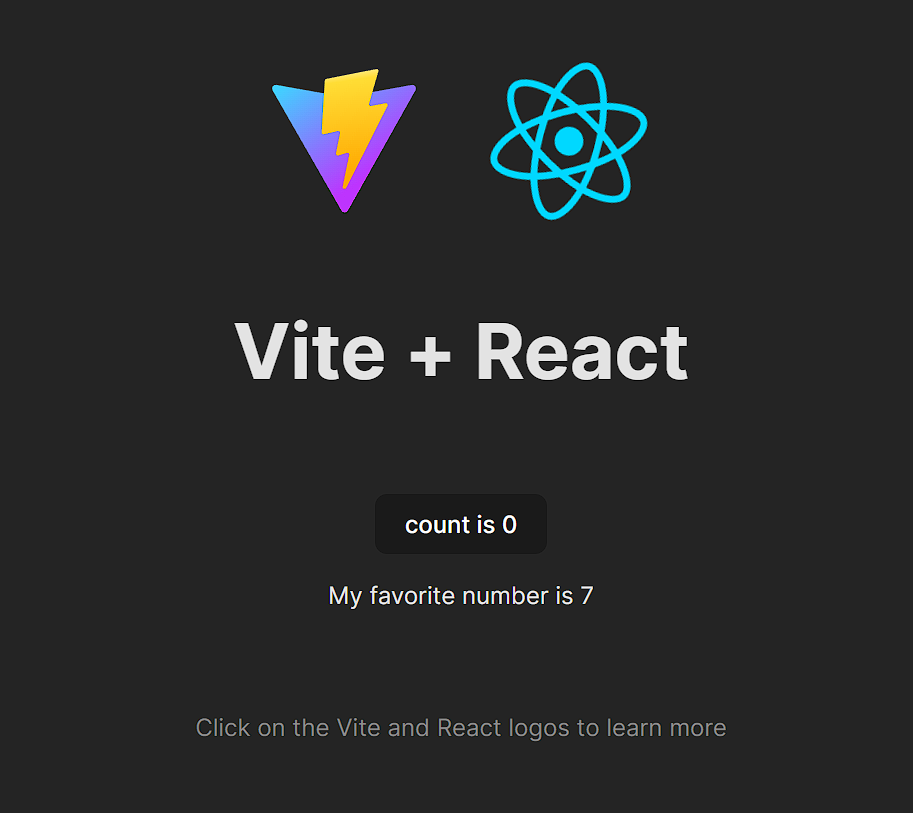 Vite + React
count is 0
My favorite number is 7
Click on the Vite and React logos to learn more